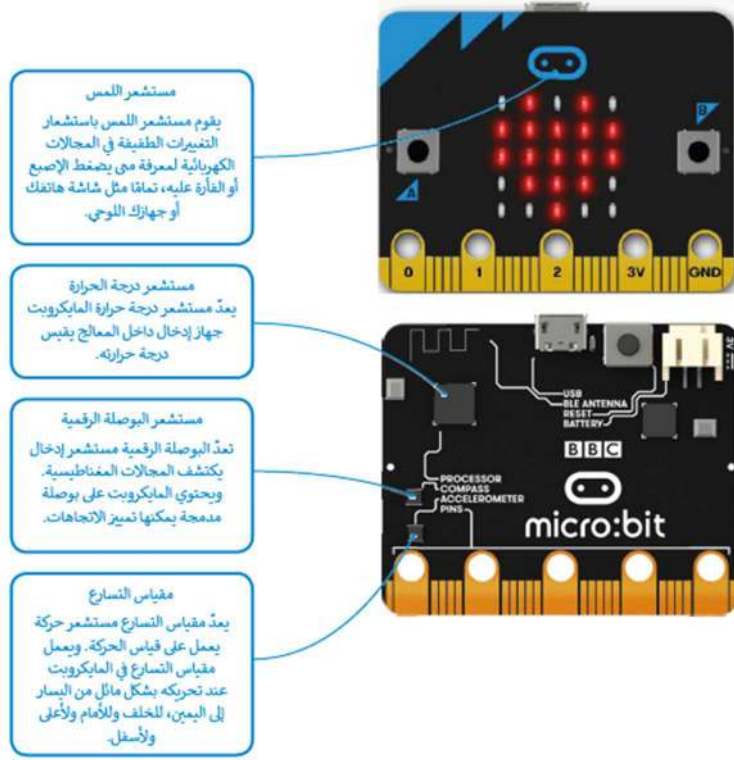 مستشعر اللمس
يقوم مستشعر اللمس باستشعار
التغييرات الطفيفة في المجالات
الكهربائية لمعرفة متى يضغط الإصبع
أو الفأرة عليه، تمامًا مثل شاشة هاتفك
أو جهازك اللوحي.
مستشعر درجة الحرارة
يعدّ مستشعر درجة حرارة المايكروبت
جهاز إدخال داخل المعالج يقيس
درجة حرارته.
مستشعر البوصلة الرقمية
تعدّ البوصلة الرقمية مستشعر إدخال
يكتشف المجالات المغناطيسية.
ويحتوي المايكروبت على بوصلة
مدمجة يمكنها تمييز الاتجاهات.
مقياس التسارع
يعدّ مقياس التسارع مستشعر حركة
يعمل على قياس الحركة. ويعمل
مقياس التسارع في المايكروبت
عند تحريكه بشكل مائل من اليسار
إلى اليمين، للخلف وللأمام ولأعلى
ولأسفل.
A
B
0 1 2 3V GND
USB
BLE ANTENNA
RESET
BATTERY
3V
BBC
PROCESSOR
COMPASS
ACCELEROMETER
PINS
micro:bit